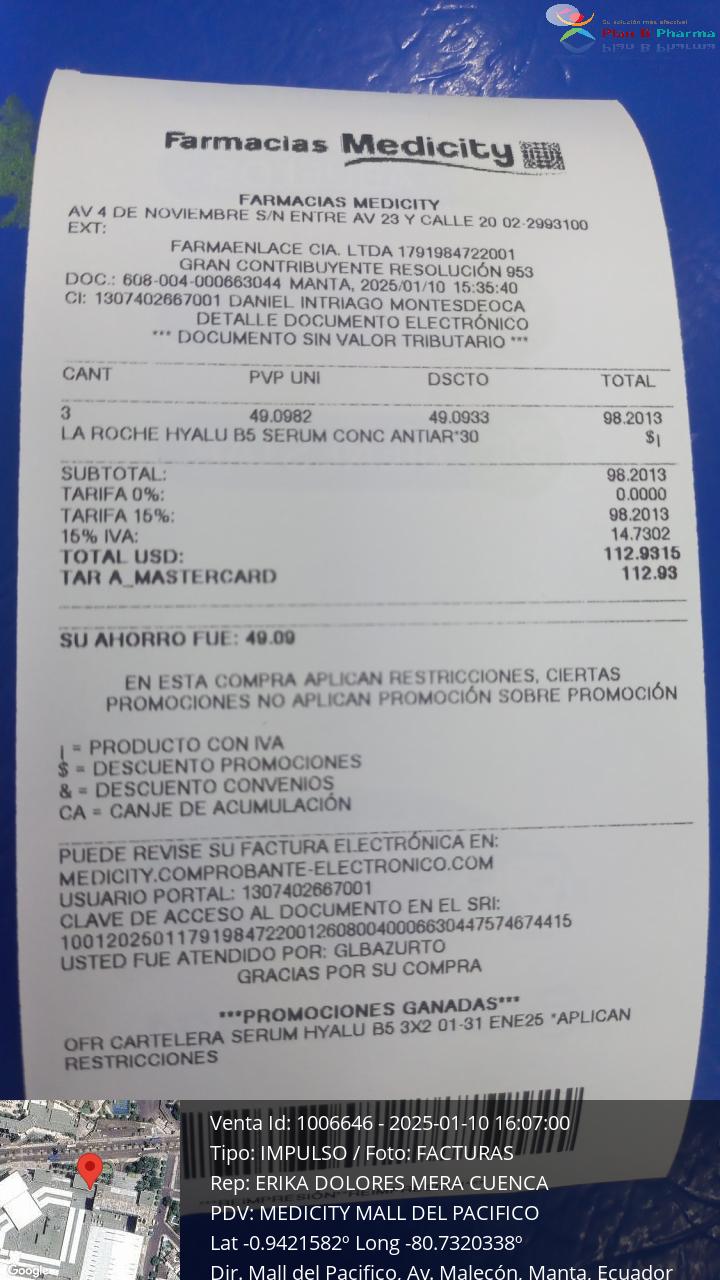 Su solución más efectiva!
Plan B Pharma
Farmacias Medicity
FARMACIAS MEDICITY
AV 4 DE NOVIEMBRE S/N ENTRE AV 23 Y CALLE 20 02-2993100
EXT:
FARMAENLACE CIA. LTDA 1791984722001
GRAN CONTRIBUYENTE RESOLUCIÓN 953
DOC.: 608-004-000663044 MANTA, 2025/01/10 15:35:40
CI: 1307402667001 DANIEL INTRIAGO MONTESDEOCA
DETALLE DOCUMENTO ELECTRÓNICO
*** DOCUMENTO SIN VALOR TRIBUTARIO ***
CANT PVP UNI DSCTO TOTAL
3 49.0982 49.0933 98.2013
LA ROCHE HYALU B5 SERUM CONC ANTIAR*30 $¡
SUBTOTAL: 98.2013
TARIFA 0%: 0.0000
TARIFA 15%: 98.2013
15% IVA: 14.7302
TOTAL USD: 112.9315
TAR A_MASTERCARD 112.93
SU AHORRO FUE: 49.09
EN ESTA COMPRA APLICAN RESTRICCIONES, CIERTAS
PROMOCIONES NO APLICAN PROMOCIÓN SOBRE PROMOCIÓN
¡ = PRODUCTO CON IVA
$ = DESCUENTO PROMOCIONES
& = DESCUENTO CONVENIOS
CA = CANJE DE ACUMULACIÓN
PUEDE REVISE SU FACTURA ELECTRÓNICA EN:
MEDICITY.COMPROBANTE-ELECTRONICO.COM
USUARIO PORTAL: 1307402667001
CLAVE DE ACCESO AL DOCUMENTO EN EL SRI:
1001202501179198472200126080040006630447574674415
USTED FUE ATENDIDO POR: GLBAZURTO
GRACIAS POR SU COMPRA
***PROMOCIONES GANADAS***
OFR CARTELERA SERUM HYALU B5 3X2 01-31 ENE25 *APLICAN
RESTRICCIONES
Venta Id: 1006646 - 2025-01-10 16:07:00
Tipo: IMPULSO / Foto: FACTURAS
Rep: ERIKA DOLORES MERA CUENCA
PDV: MEDICITY MALL DEL PACIFICO
Lat -0.9421582º Long -80.7320338º
Dir. Mall del Pacifico, Av. Malecón, Manta, Ecuador
Google